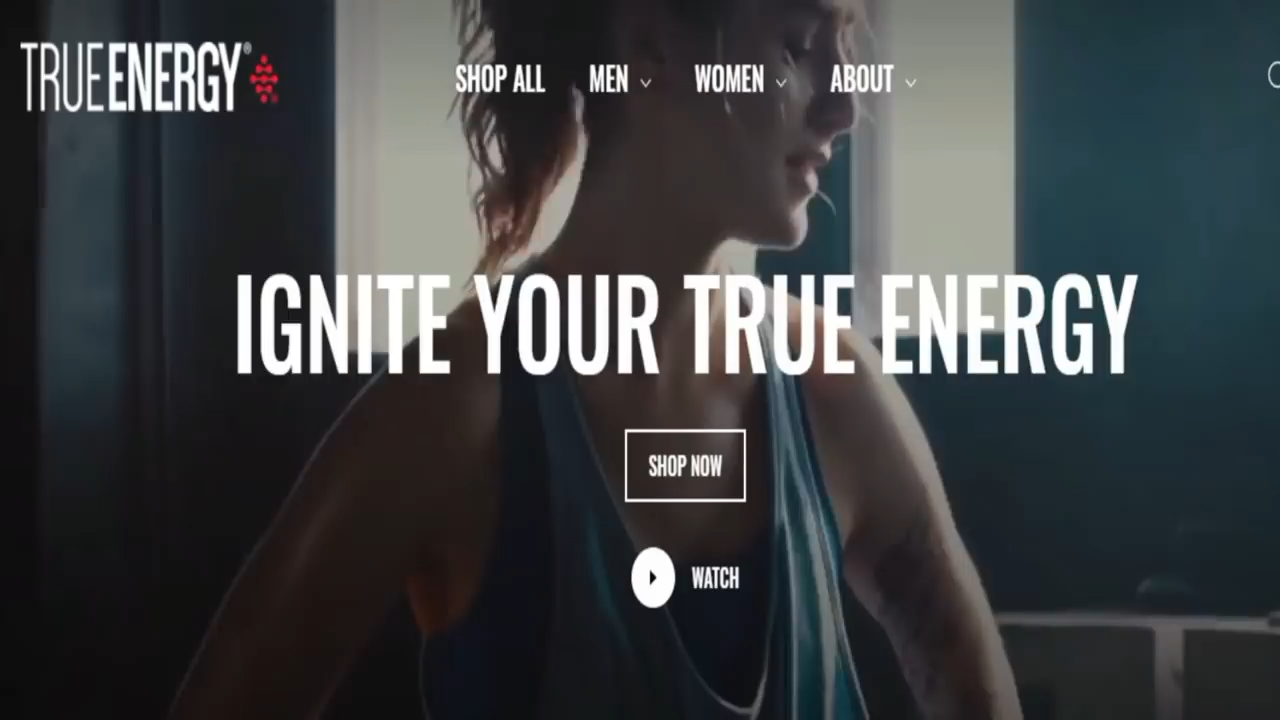 TRUEENERGY®
SHOP ALL MEN WOMEN ABOUT
IGNITE YOUR TRUE ENERGY
SHOP NOW
WATCH